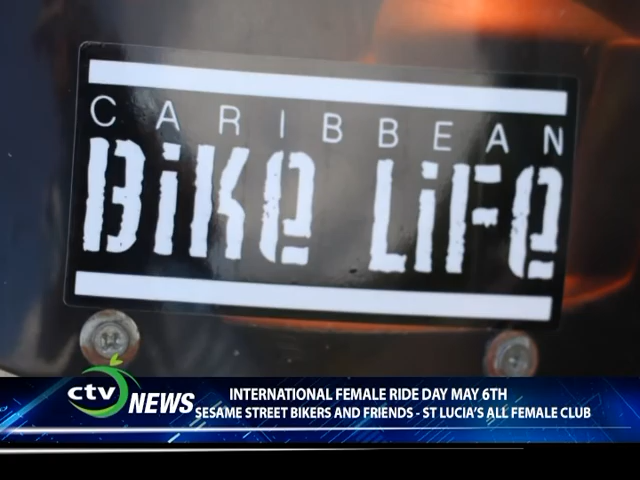 CARIBBEAN
BiKe LiFe
ctv NEWS
INTERNATIONAL FEMALE RIDE DAY MAY 6TH
SESAME STREET BIKERS AND FRIENDS - ST LUCIA'S ALL FEMALE CLUB